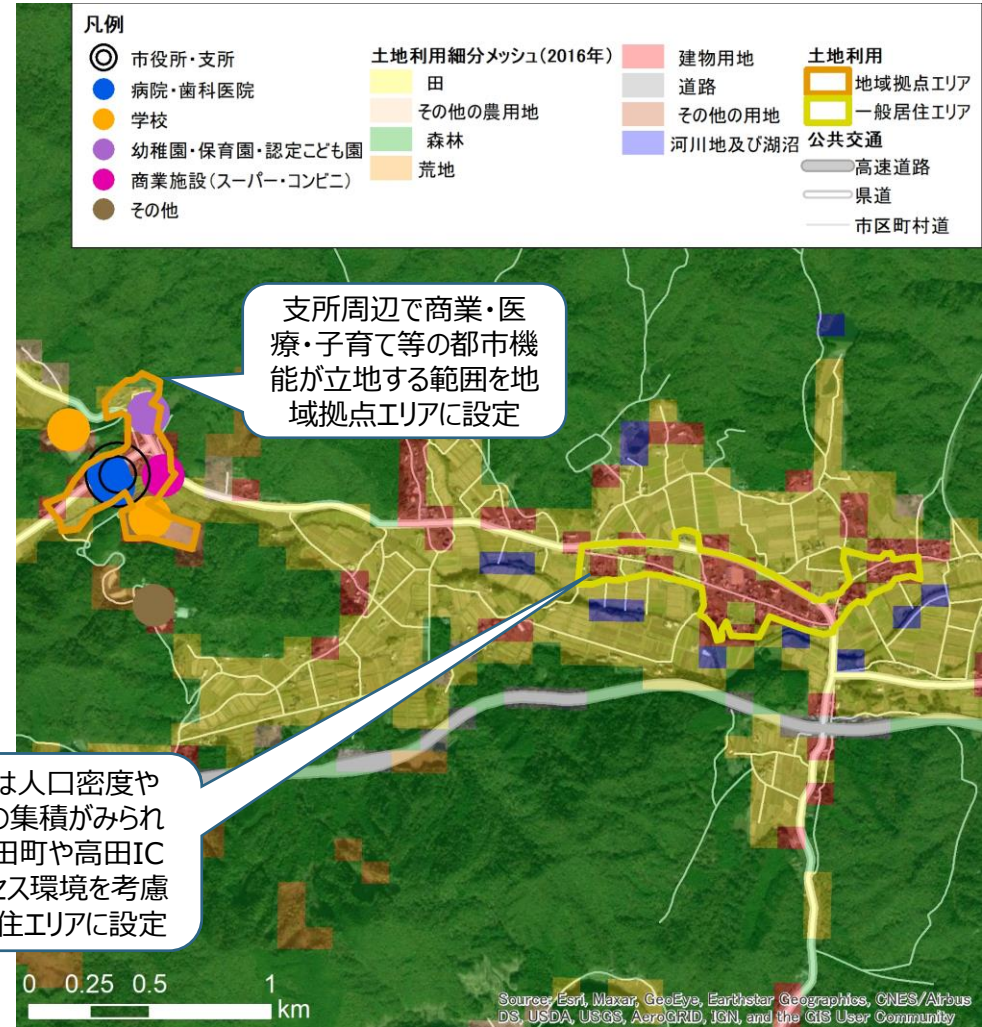 凡例
市役所・支所
病院・歯科医院
学校
幼稚園・保育園・認定こども園
商業施設(スーパー・コンビニ)
その他
土地利用細分メッシュ(2016年)
田
その他の農用地
森林
荒地
建物用地
道路
その他の用地
河川地及び湖沼
土地利用
地域拠点エリア
一般居住エリア
公共交通
高速道路
県道
市区町村道
支所周辺で商業・医
療・子育て等の都市機
能が立地する範囲を地
域拠点エリアに設定
は人口密度や
の集積がみられ
田町や高田IC
セス環境を考慮
住エリアに設定
0 0.25 0.5 1
km
Source: Esri, Maxar, GeoEye, Earthstar Geographics, CNES/Airbus
DS, USDA, USGS, AeroGRID, IGN, and the GIS User Community